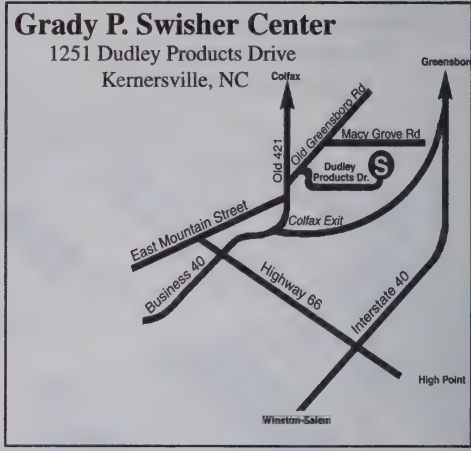 Grady P. Swisher Center
1251 Dudley Products Drive
Kernersville, NC
Colfax
Greensboro
Old 421
Old Greensboro Rd
Macy Grove Rd
Dudley
Products Dr.
S
East Mountain Street
Colfax Exit
Business 40
Highway 66
Interstate 40
High Point
Winston-Salem